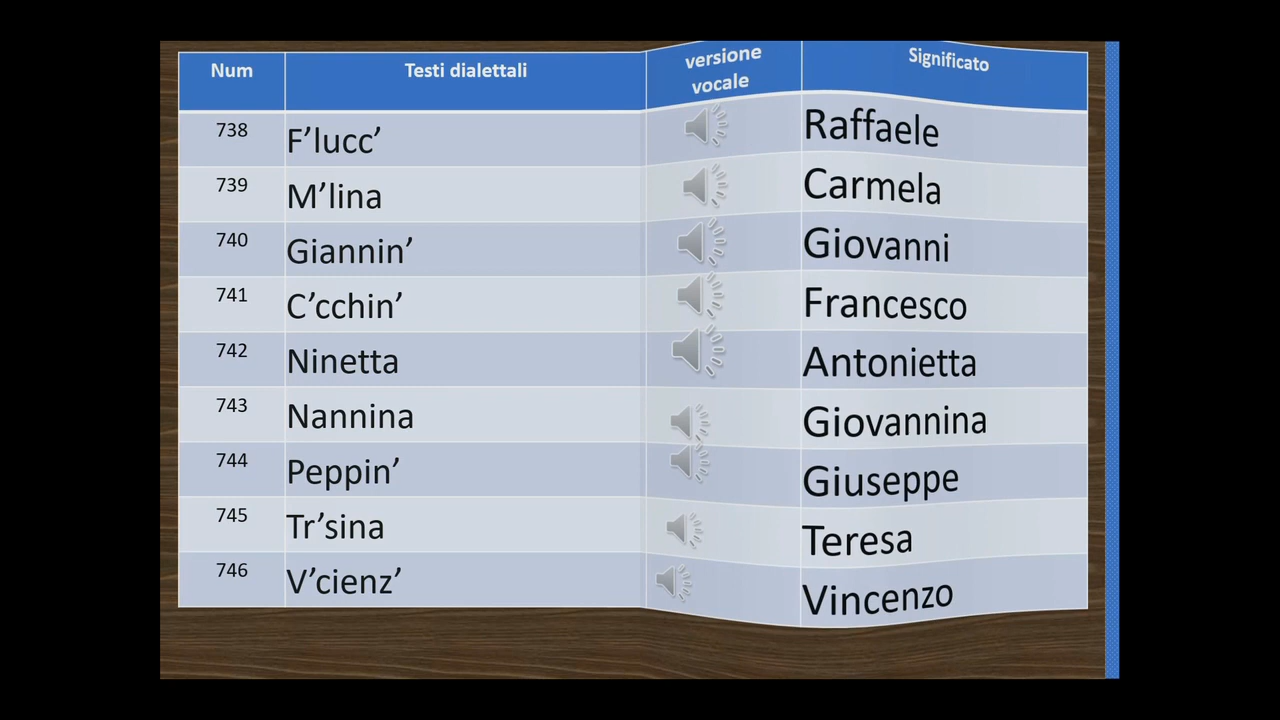 Num Testi dialettali versione vocale Significato
738 F’lucc’ Raffaele
739 M’lina Carmela
740 Giannin’ Giovanni
741 C’cchin’ Francesco
742 Ninetta Antonietta
743 Nannina Giovannina
744 Peppin’ Giuseppe
745 Tr’sina Teresa
746 V’cienz’ Vincenzo